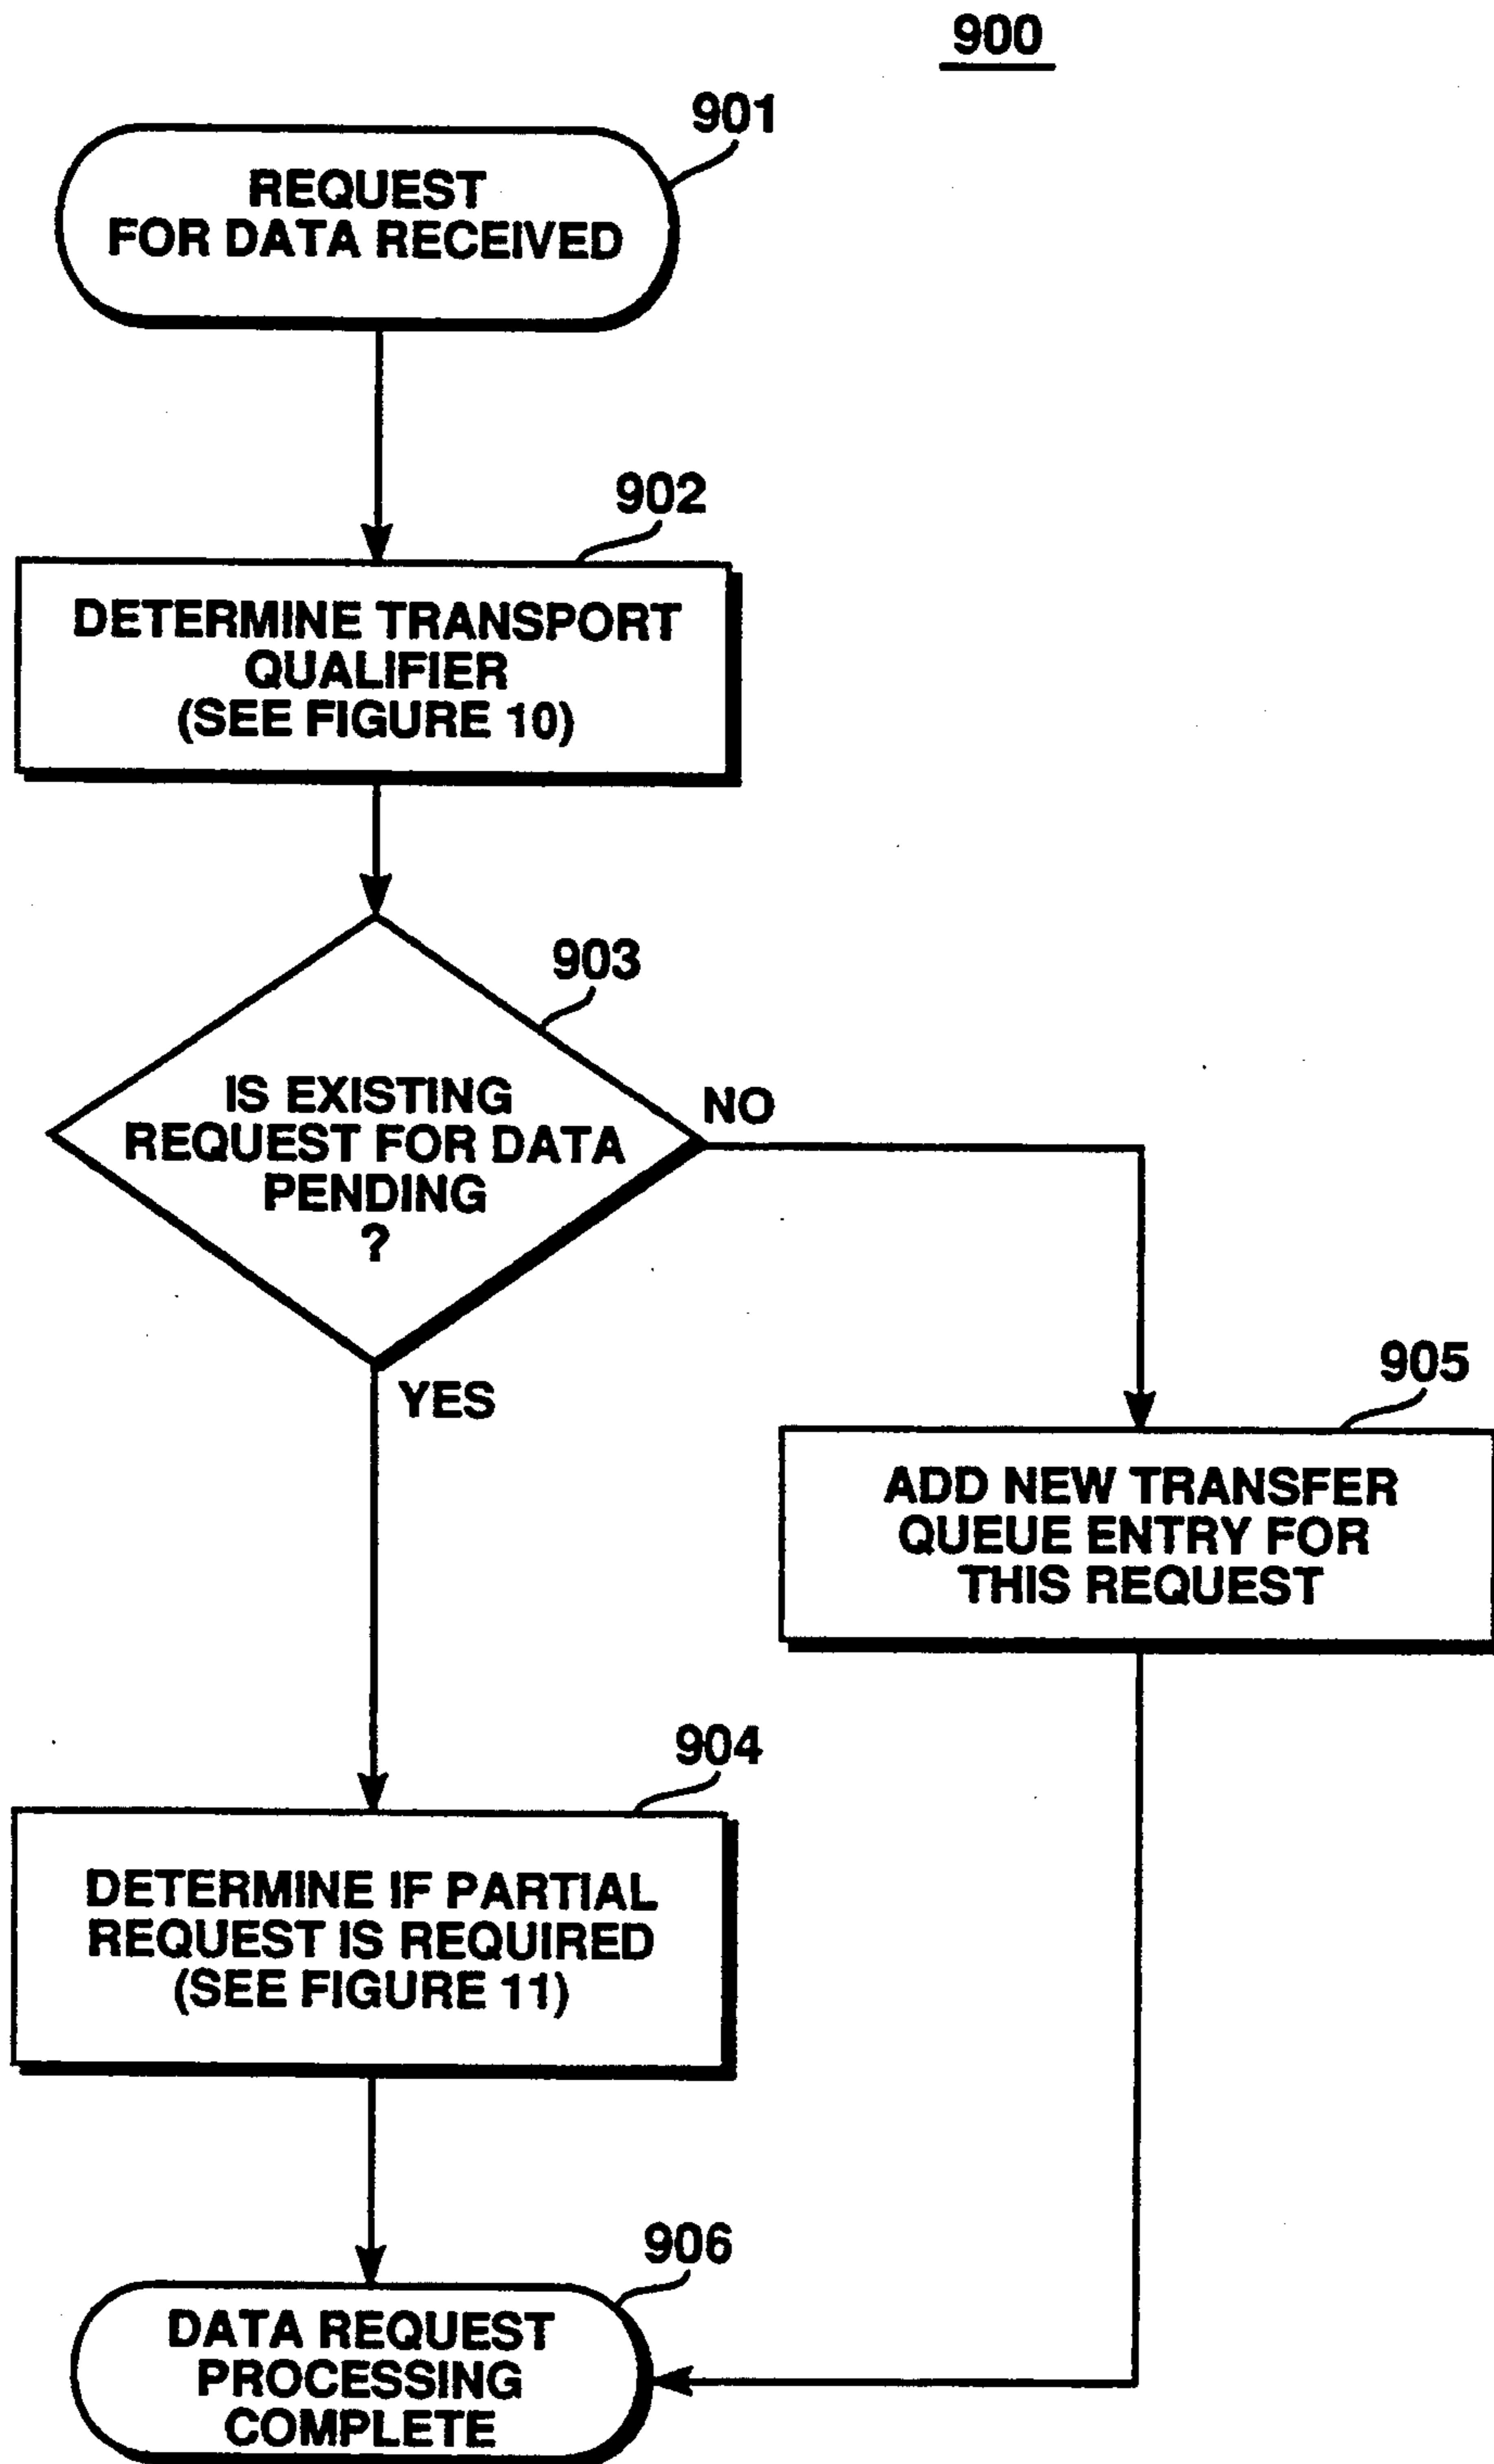 900
901
REQUEST
FOR DATA RECEIVED
902
DETERMINE TRANSPORT
QUALIFIER
(SEE FIGURE 10)
903
IS EXISTING
REQUEST FOR DATA
PENDING
?
NO
YES
905
ADD NEW TRANSFER
QUEUE ENTRY FOR
THIS REQUEST
904
DETERMINE IF PARTIAL
REQUEST IS REQUIRED
(SEE FIGURE 11)
906
DATA REQUEST
PROCESSING
COMPLETE